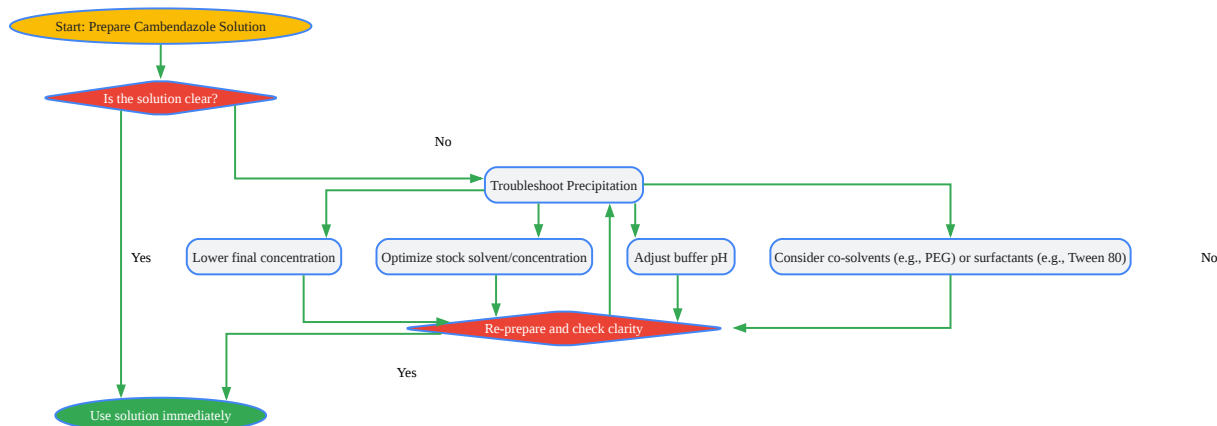 Start: Prepare Cambendazole Solution
Is the solution clear?
No
Troubleshoot Precipitation
Yes
Lower final concentration
Optimize stock solvent/concentration
Adjust buffer pH
Consider co-solvents (e.g., PEG) or surfactants (e.g., Tween 80)
No
Re-prepare and check clarity
Yes
Use solution immediately